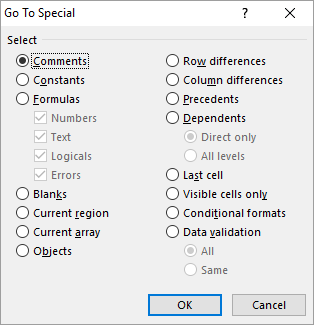 Go To Special
Select
Comments
Constants
Formulas
Numbers
Text
Logicals
Errors
Blanks
Current region
Current array
Objects
Row differences
Column differences
Precedents
Dependents
Direct only
All levels
Last cell
Visible cells only
Conditional formats
Data validation
All
Same
OK
Cancel